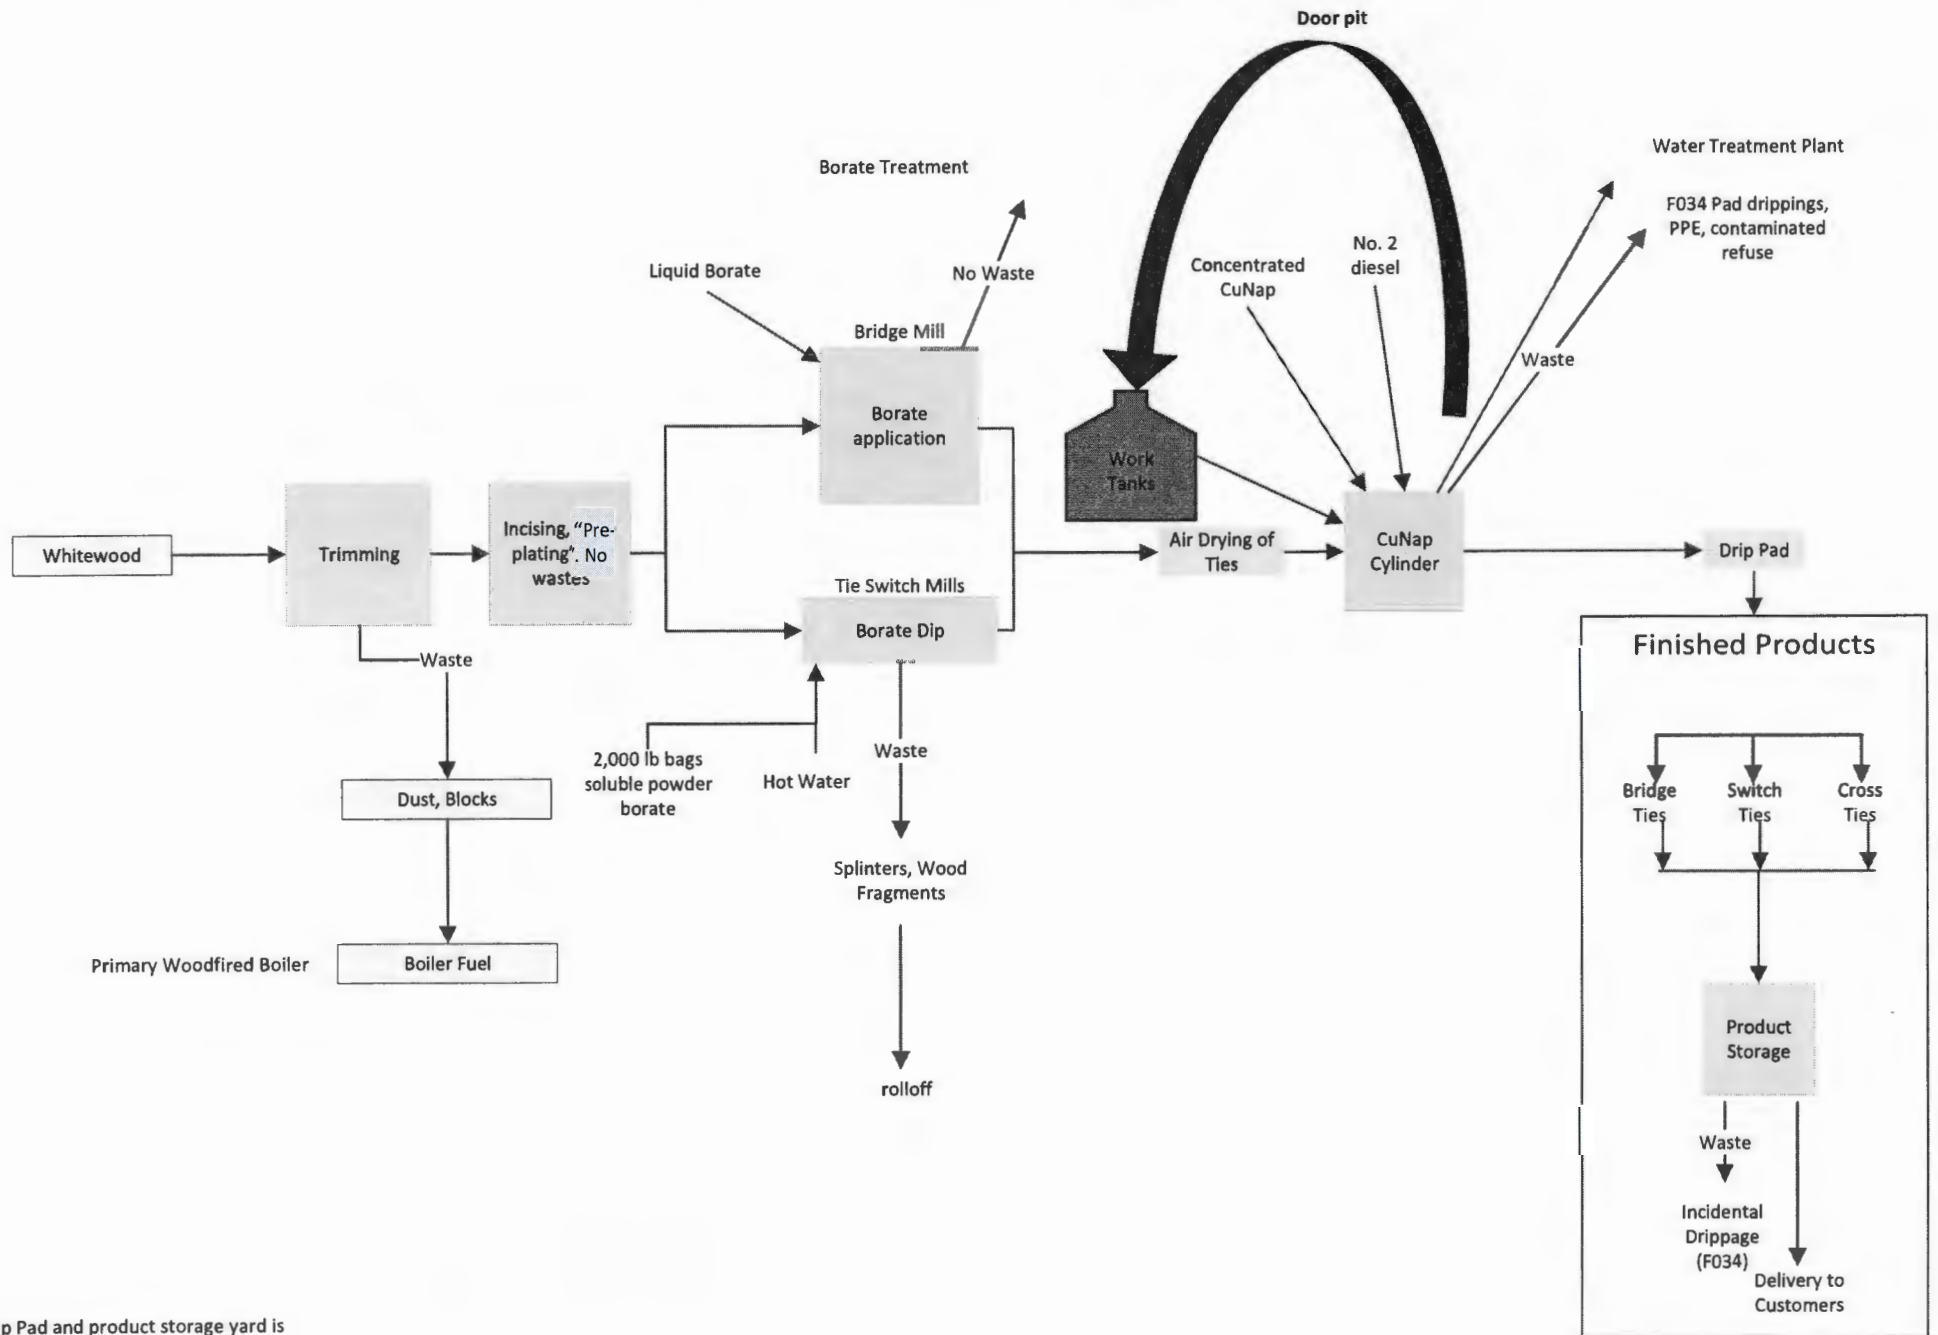 Door pit
Water Treatment Plant
Borate Treatment
F034 Pad drippings,
PPE, contaminated
refuse
Liquid Borate
No Waste
Concentrated
CuNap
No. 2
diesel
Bridge Mill
Waste
Borate
application
Work
Tanks
Whitewood
Trimming
Incising, “Pre-
plating”. No
wastes
Air Drying of
Ties
CuNap
Cylinder
Drip Pad
Tie Switch Mills
Borate Dip
Waste
Finished Products
2,000 lb bags
soluble powder
borate
Hot Water
Waste
Dust, Blocks
Bridge
Ties
Switch
Ties
Cross
Ties
Splinters, Wood
Fragments
Primary Woodfired Boiler
Boiler Fuel
rolloff
Product
Storage
Waste
Incidental
Drippage
(F034)
Delivery to
Customers
p Pad and product storage yard is